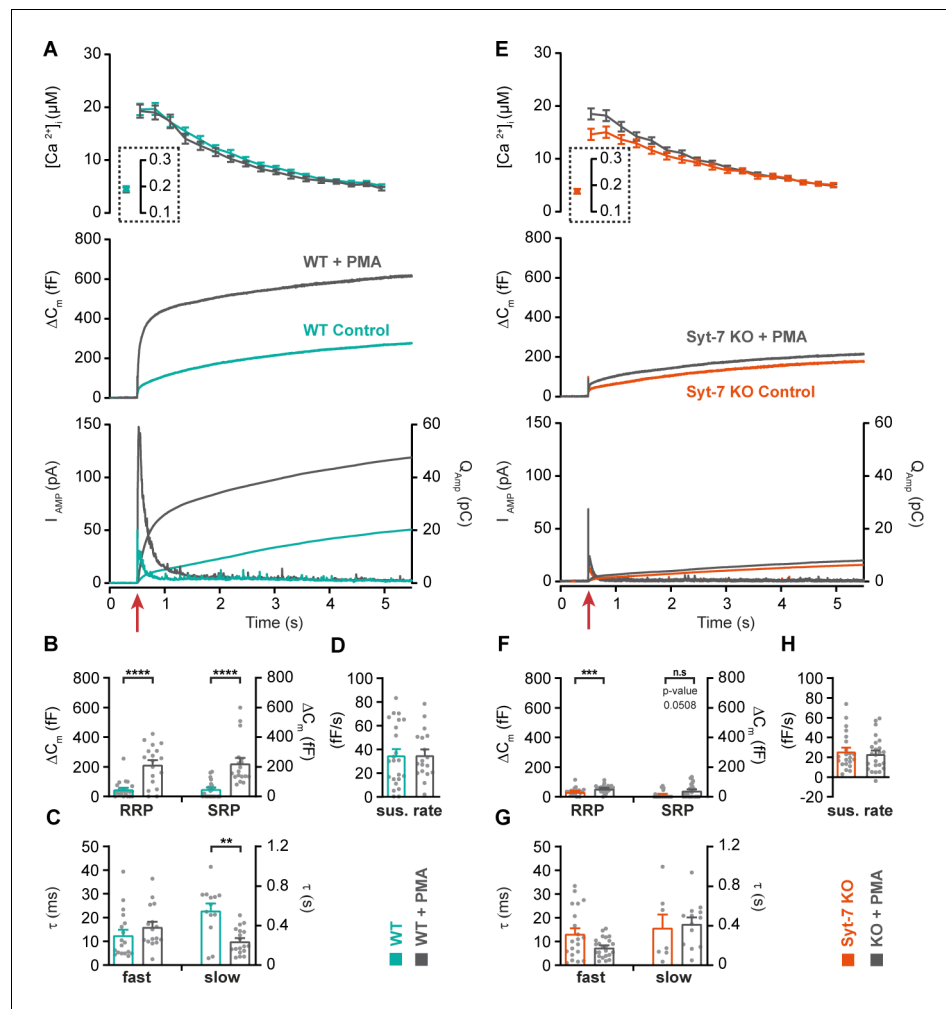 A
30
20
10
0
[Ca 2+]i (µM)
0.3
0.2
0.1
800
600
400
200
0
ΔCm (fF)
WT + PMA
WT Control
150
100
50
0
I AMP (pA)
60
40
20
0
QAmp (pC)
0 1 2 3 4 5
Time (s)
E
30
20
10
0
[Ca 2+]i (µM)
0.3
0.2
0.1
800
600
400
200
0
ΔCm (fF)
Syt-7 KO + PMA
Syt-7 KO Control
150
100
50
0
I AMP (pA)
60
40
20
0
QAmp (pC)
0 1 2 3 4 5
Time (s)
B
800
600
400
200
0
ΔCm (fF)
**** ****
800
600
400
200
0
ΔCm (fF)
RRP SRP
D
100
80
60
40
20
0
(fF/s)
sus. rate
C
50
40
30
20
10
0
τ (ms)
**
1.2
0.8
0.4
0
τ (s)
fast slow
WT
WT + PMA
F
800
600
400
200
0
ΔCm (fF)
*** n.s
p-value
0.0508
800
600
400
200
0
ΔCm (fF)
RRP SRP
H
100
80
60
40
20
0
-20
(fF/s)
sus. rate
G
50
40
30
20
10
0
τ (ms)
1.2
0.8
0.4
0
τ (s)
fast slow
Syt-7 KO
KO + PMA